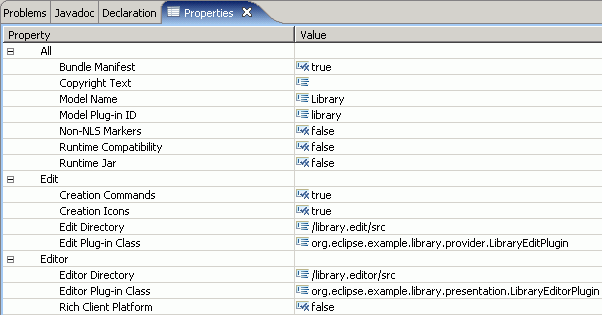 Problems Javadoc Declaration Properties
Property Value
All
Bundle Manifest true
Copyright Text
Model Name Library
Model Plug-in ID library
Non-NLS Markers false
Runtime Compatibility false
Runtime Jar false
Edit
Creation Commands true
Creation Icons true
Edit Directory /library.edit/src
Edit Plug-in Class org.eclipse.example.library.provider.LibraryEditPlugin
Editor
Editor Directory /library.editor/src
Editor Plug-in Class org.eclipse.example.library.presentation.LibraryEditorPlugin
Rich Client Platform false